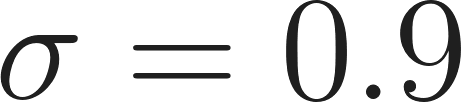 σ = 0.9